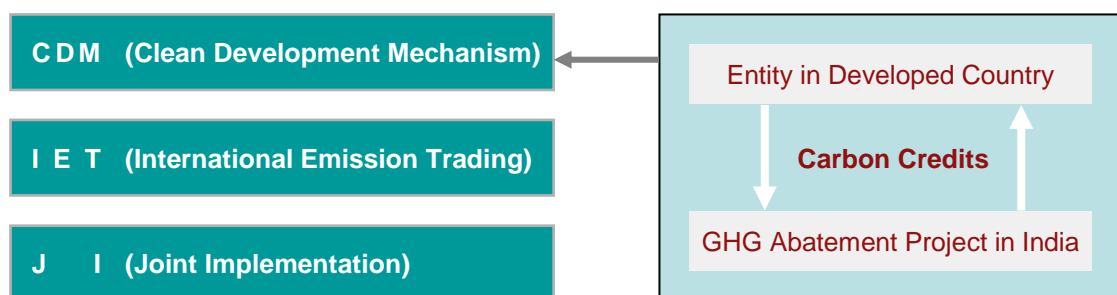 CDM (Clean Development Mechanism)
IET (International Emission Trading)
J I (Joint Implementation)
Entity in Developed Country
Carbon Credits
GHG Abatement Project in India